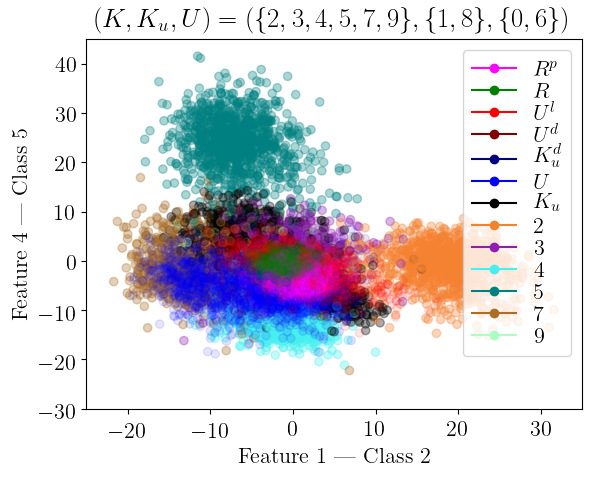 (K, K_u, U) = ({2, 3, 4, 5, 7, 9}, {1, 8}, {0, 6})
Feature 4 — Class 5
40
30
20
10
0
−10
−20
−30
−20
−10
0
10
20
30
Feature 1 — Class 2
R^p
R
U^l
U^d
K_u^d
U
K_u
2
3
4
5
7
9